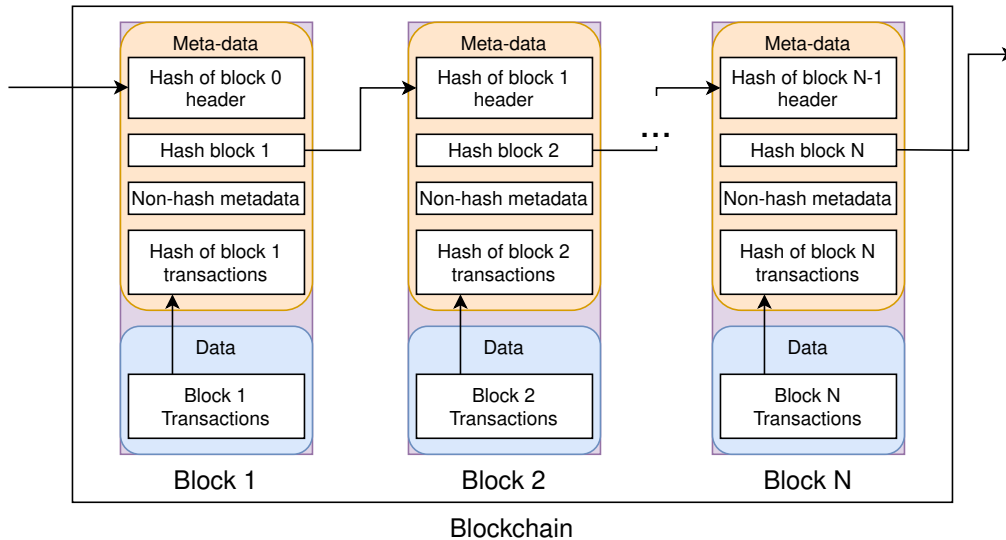 Meta-data
Hash of block 0
header
Hash block 1
Non-hash metadata
Hash of block 1
transactions
Data
Block 1
Transactions
Block 1
Meta-data
Hash of block 1
header
Hash block 2
Non-hash metadata
Hash of block 2
transactions
Data
Block 2
Transactions
Block 2
...
Meta-data
Hash of block N-1
header
Hash block N
Non-hash metadata
Hash of block N
transactions
Data
Block N
Transactions
Block N
Blockchain